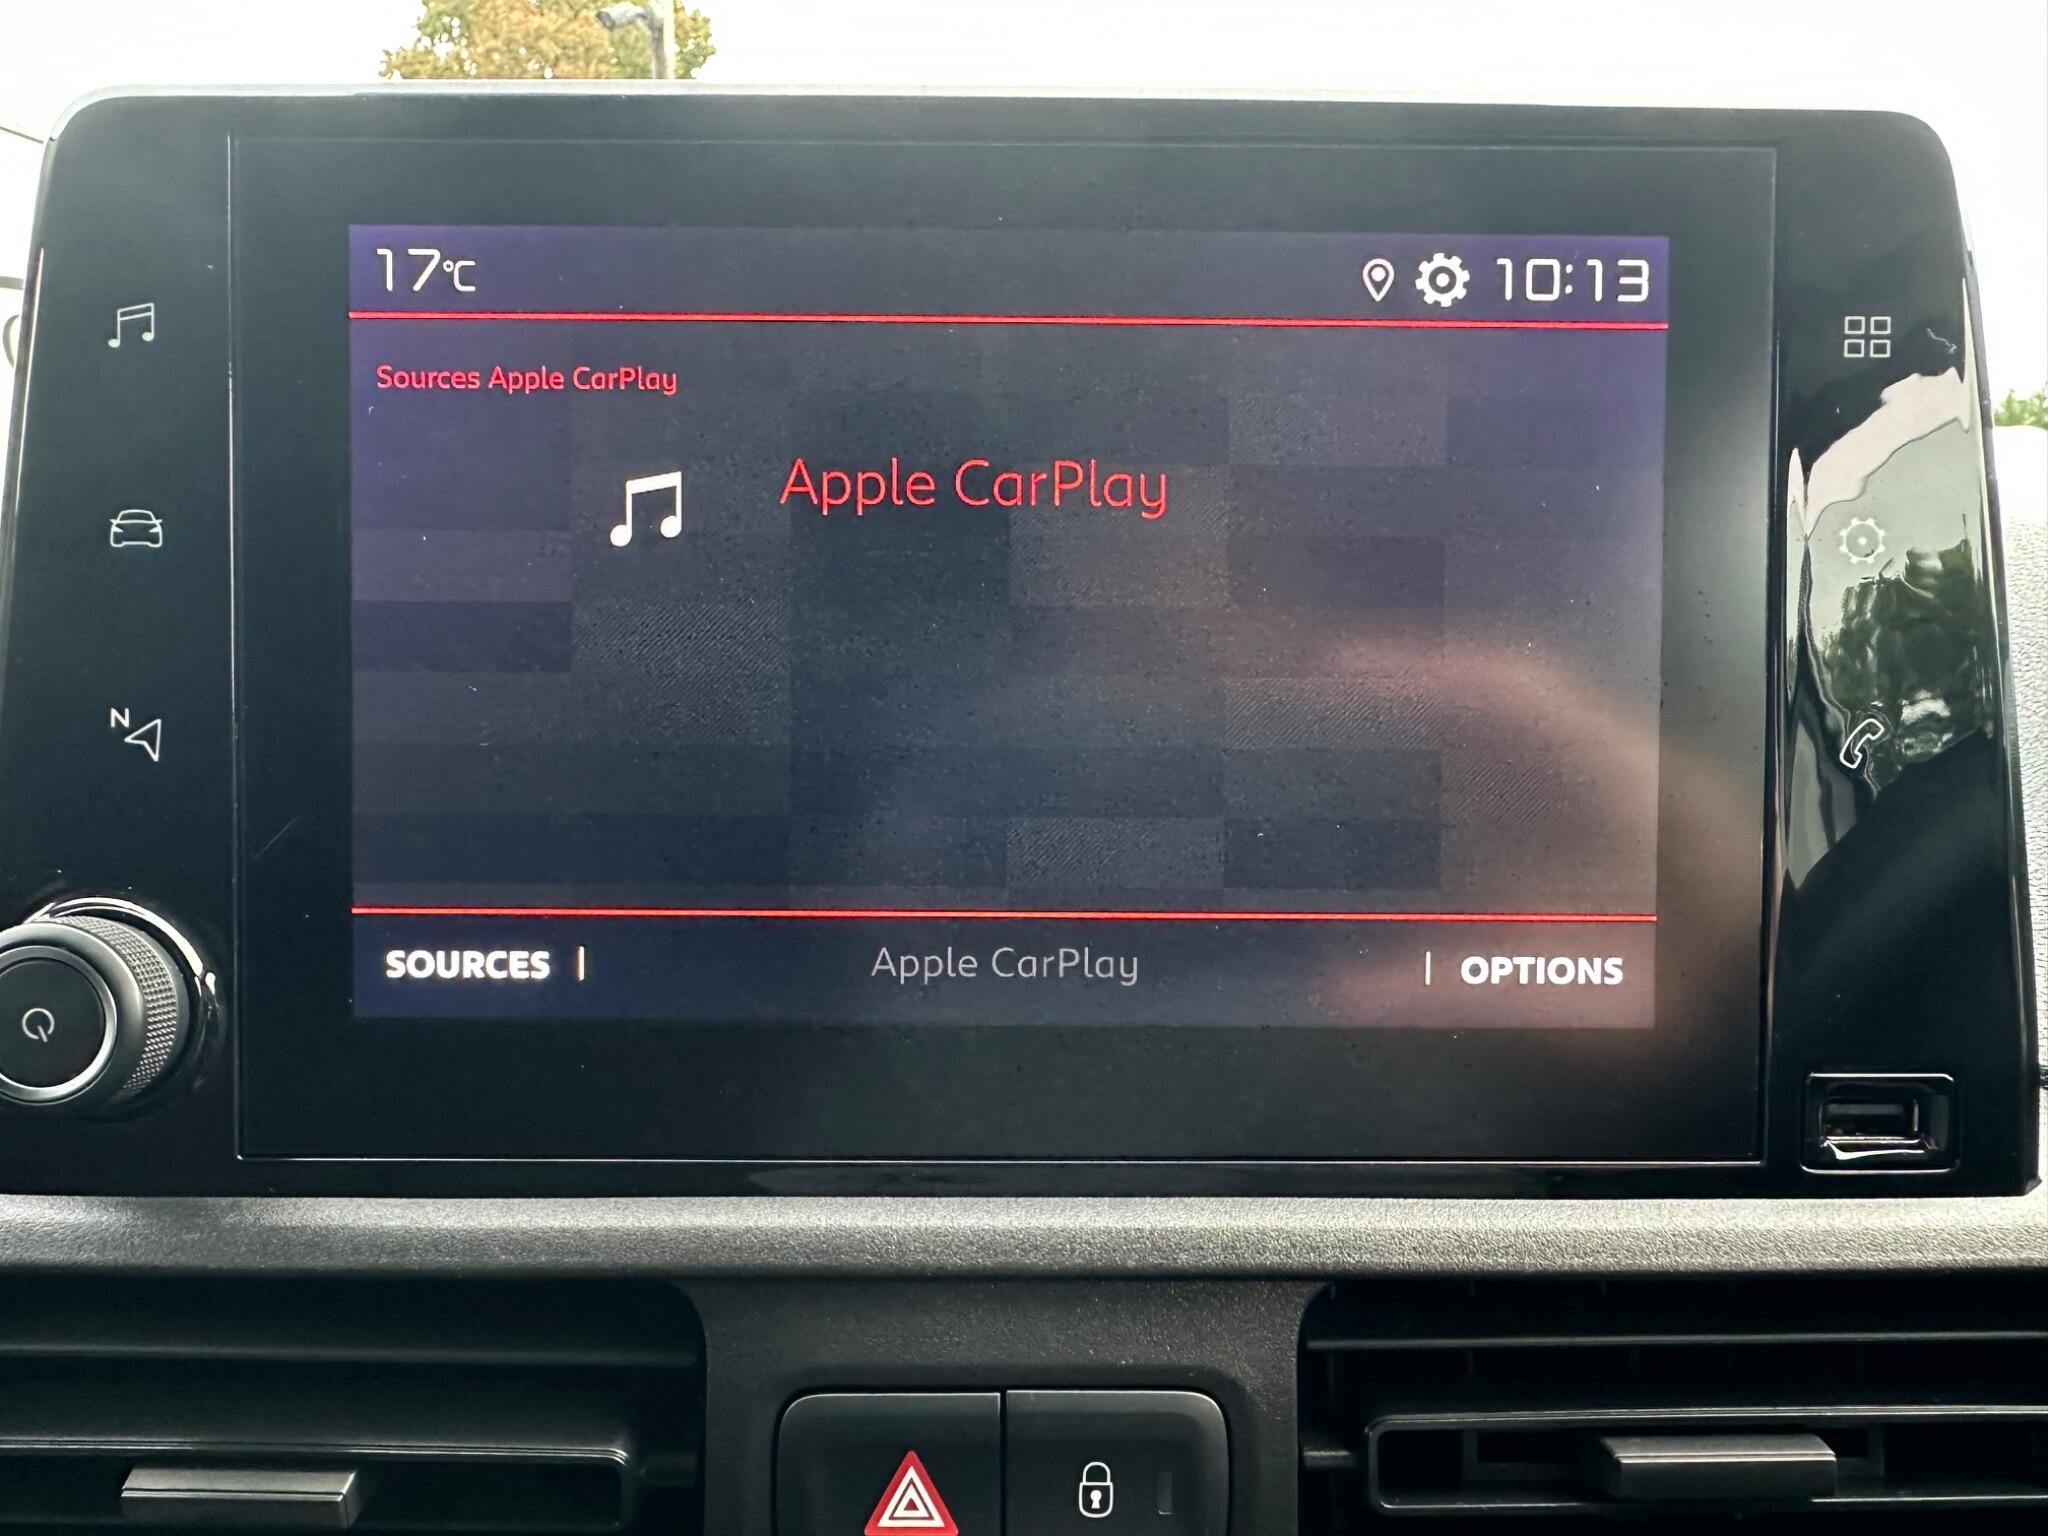 17°C 10:13
Sources Apple CarPlay
Apple CarPlay
N
SOURCES | Apple CarPlay | OPTIONS